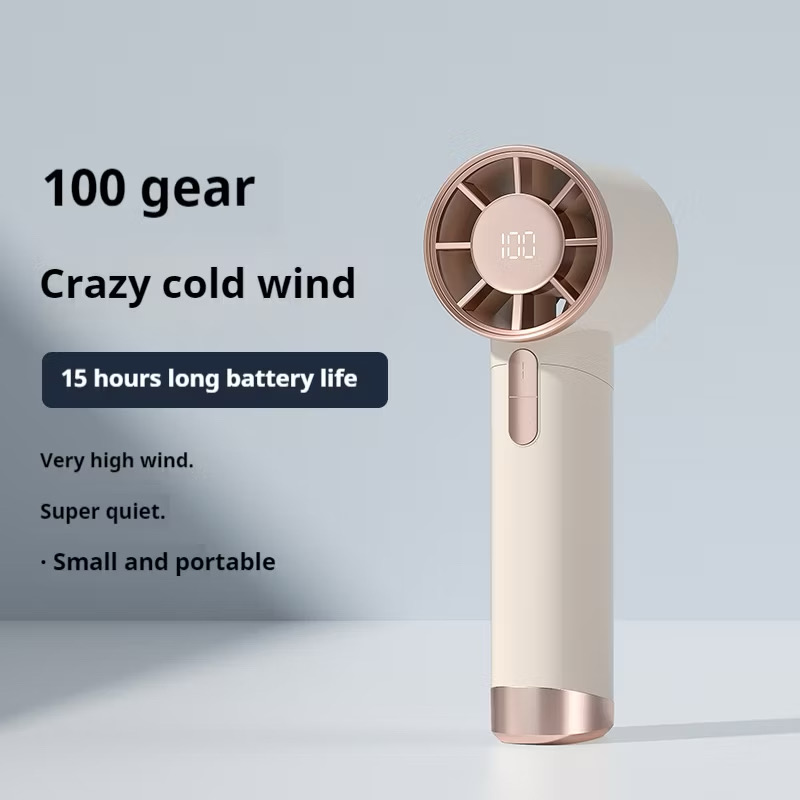 100 gear
Crazy cold wind
15 hours long battery life
Very high wind.
Super quiet.
· Small and portable
100